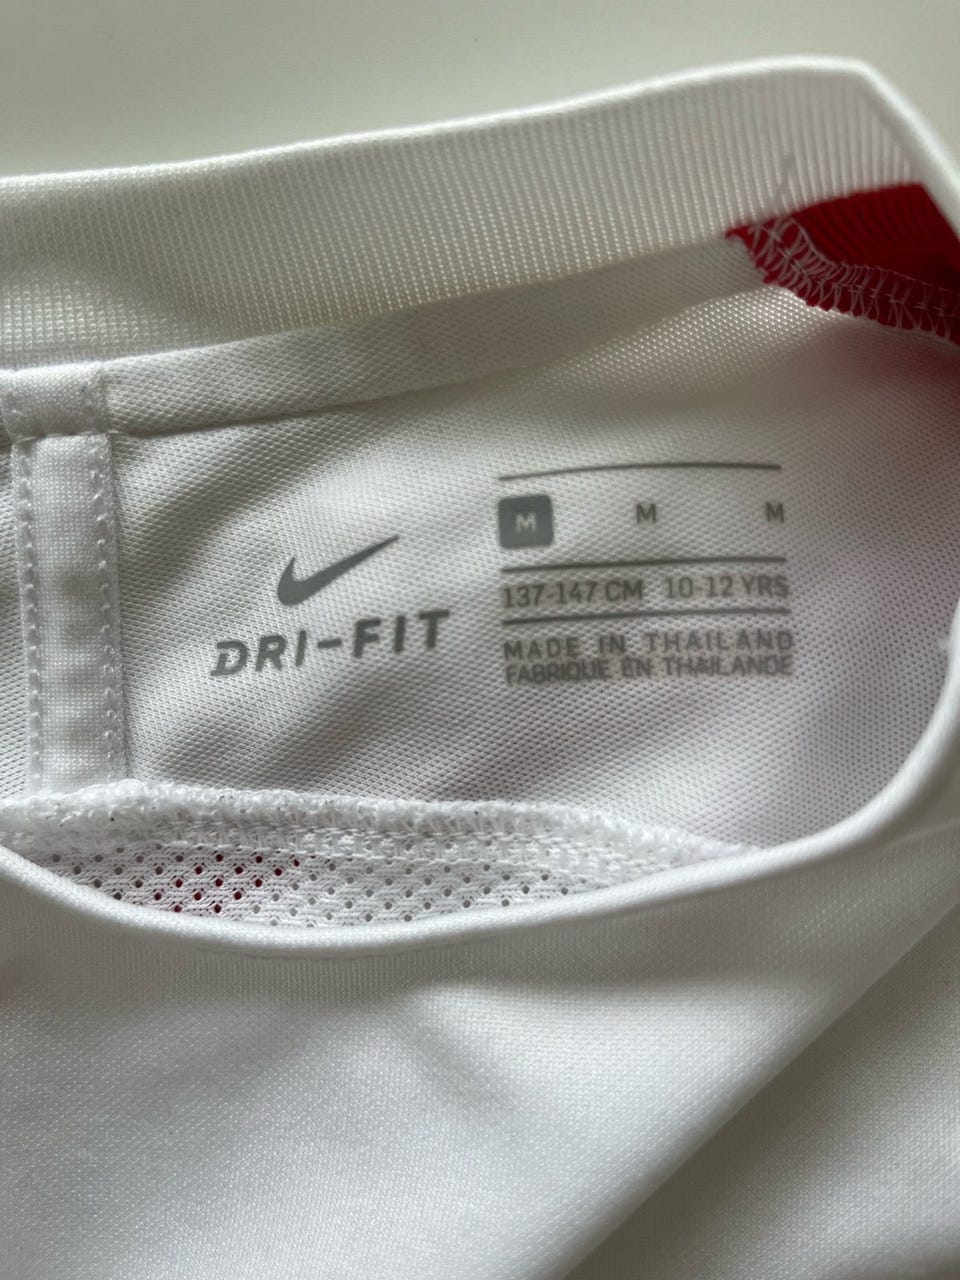 DRI-FIT
M M M
137-147 CM 10-12 YRS
MADE IN THAILAND
FABRIQUE EN THAILANDE